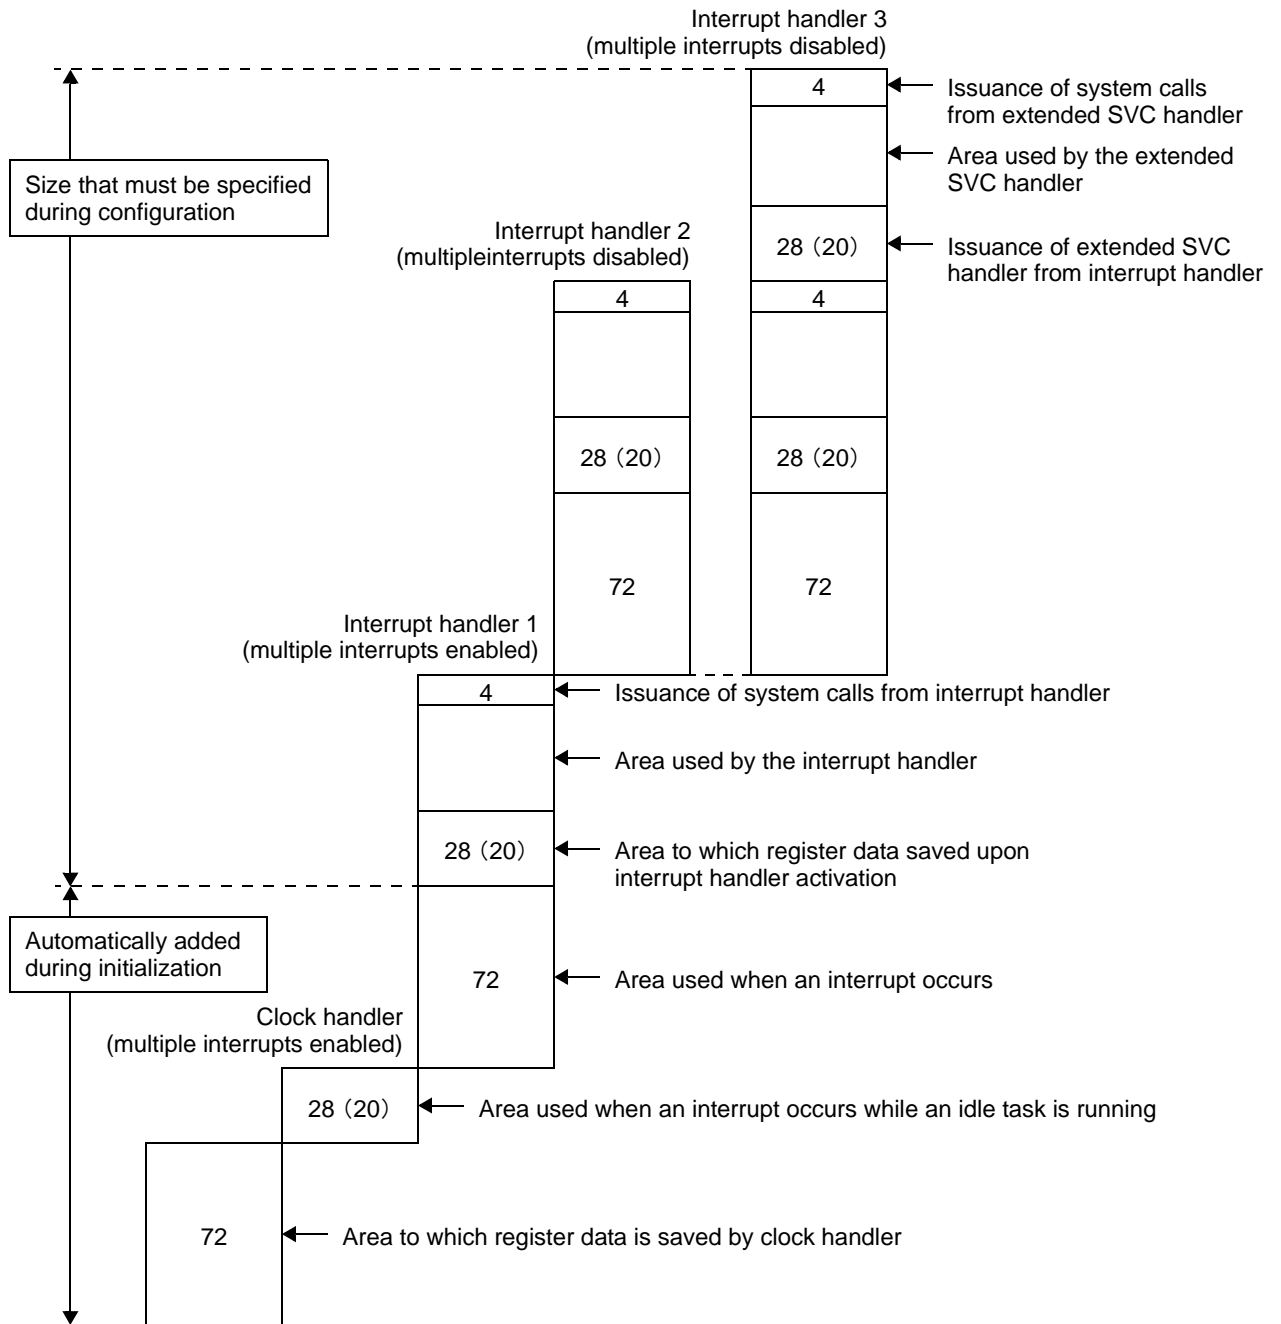 Interrupt handler 3
(multiple interrupts disabled)
4
Issuance of system calls
from extended SVC handler
Area used by the extended
SVC handler
Size that must be specified
during configuration
Interrupt handler 2
(multipleinterrupts disabled)
28（20）
Issuance of extended SVC
handler from interrupt handler
4
4
28（20）
28（20）
72
72
Interrupt handler 1
(multiple interrupts enabled)
4
Issuance of system calls from interrupt handler
Area used by the interrupt handler
28（20）
Area to which register data saved upon
interrupt handler activation
Automatically added
during initialization
72
Area used when an interrupt occurs
Clock handler
(multiple interrupts enabled)
28（20）
Area used when an interrupt occurs while an idle task is running
72
Area to which register data is saved by clock handler